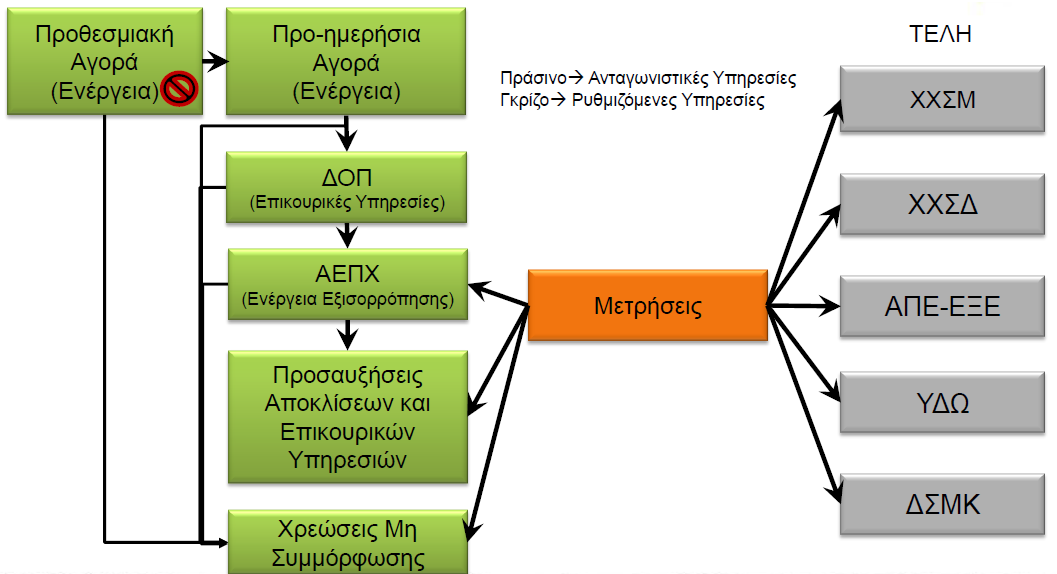 Προθεσμιακή
Αγορά
(Ενέργεια)
Προ-ημερήσια
Αγορά
(Ενέργεια)
ΔΟΠ
(Επικουρικές Υπηρεσίες)
ΑΕΠΧ
(Ενέργεια Εξισορρόπησης)
Προσαυξήσεις
Αποκλίσεων και
Επικουρικών
Υπηρεσιών
Χρεώσεις Μη
Συμμόρφωσης
Πράσινο→ Ανταγωνιστικές Υπηρεσίες
Γκρίζο→ Ρυθμιζόμενες Υπηρεσίες
Μετρήσεις
ΤΕΛΗ
ΧΧΣΜ
ΧΧΣΔ
ΑΠΕ-ΕΞΕ
ΥΔΩ
ΔΣΜΚ